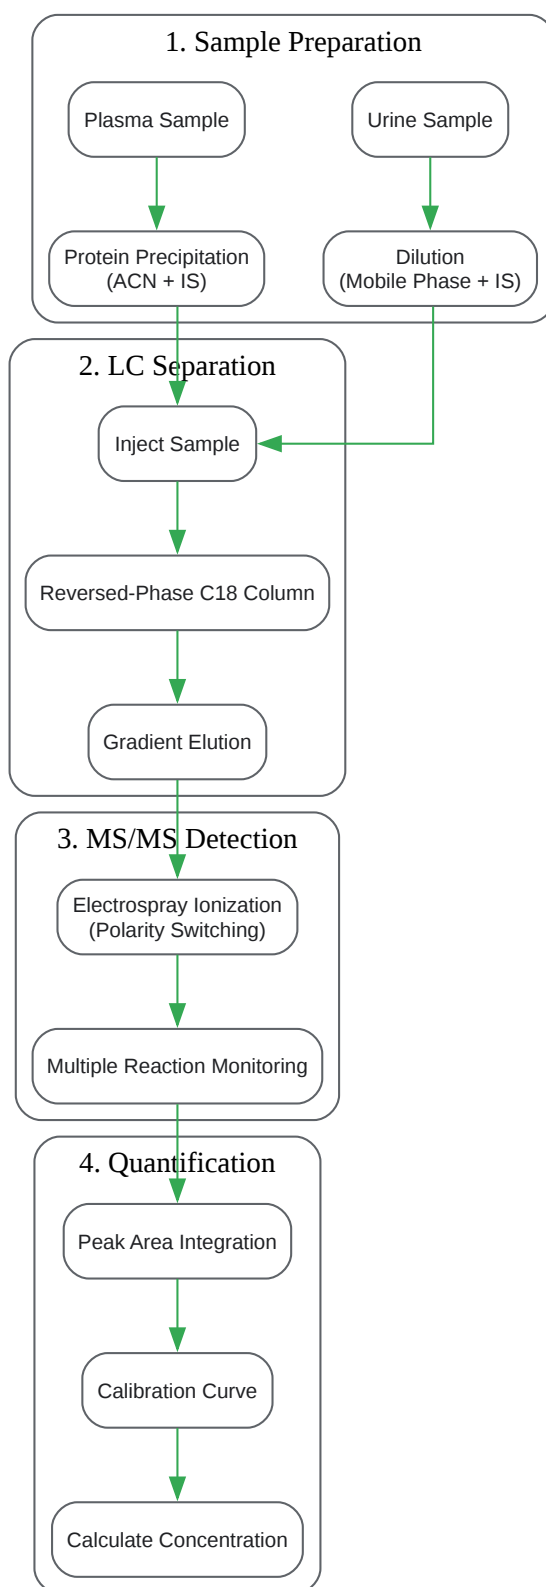 1. Sample Preparation
Plasma Sample
Urine Sample
Protein Precipitation
(ACN + IS)
Dilution
(Mobile Phase + IS)
2. LC Separation
Inject Sample
Reversed-Phase C18 Column
Gradient Elution
3. MS/MS Detection
Electrospray Ionization
(Polarity Switching)
Multiple Reaction Monitoring
4. Quantification
Peak Area Integration
Calibration Curve
Calculate Concentration